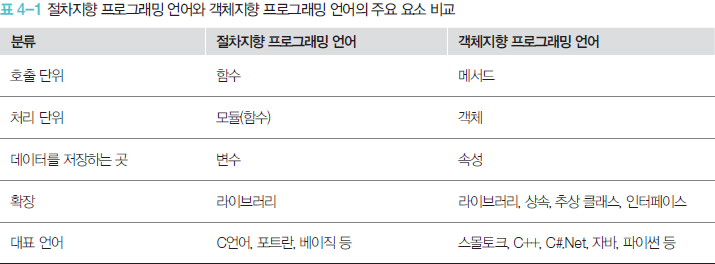 표 4-1 절차지향 프로그래밍 언어와 객체지향 프로그래밍 언어의 주요 요소 비교
분류 절차지향 프로그래밍 언어 객체지향 프로그래밍 언어
호출 단위 함수 메서드
처리 단위 모듈(함수) 객체
데이터를 저장하는 곳 변수 속성
확장 라이브러리 라이브러리, 상속, 추상 클래스, 인터페이스
대표 언어 C언어, 포트란, 베이직 등 스몰토크, C++, C#.Net, 자바, 파이썬 등